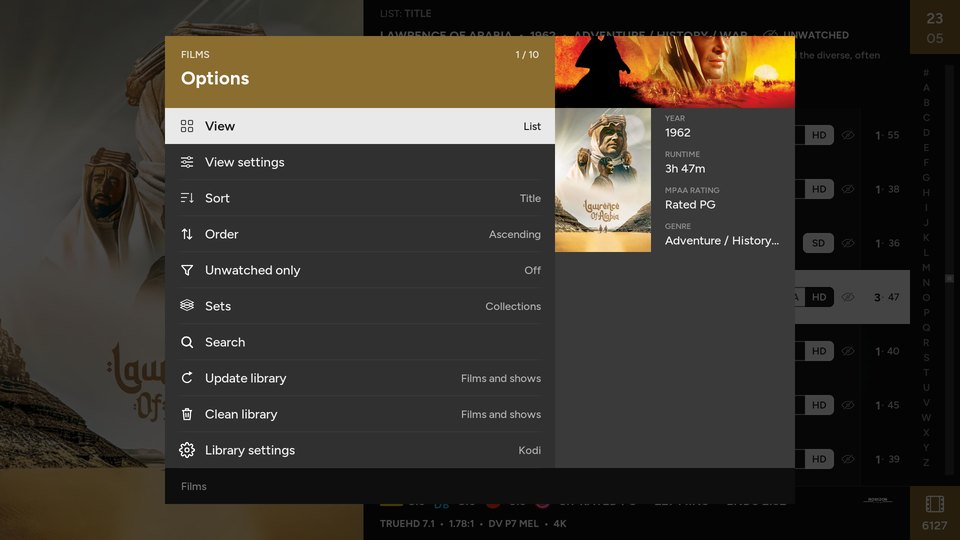 LIST: TITLE
LAWRENCE OF ARABIA • 1962 • ADVENTURE / HISTORY / WAR UNWATCHED
the diverse, often
23
05
FILMS
1 / 10
Options
View List
View settings
Sort Title
Order Ascending
Unwatched only Off
Sets Collections
Search
Update library Films and shows
Clean library Films and shows
Library settings Kodi
Films
YEAR
1962
RUNTIME
3h 47m
MPAA RATING
Rated PG
GENRE
Adventure / History...
Lawrence
Of Arabia
HD 1· 55
HD 1· 38
SD 1· 36
HD 3· 47
HD 1· 40
HD 1· 45
HD 1· 39
#
A
B
C
D
E
F
G
H
I
J
K
L
M
N
O
P
Q
R
S
T
U
V
W
X
Y
Z
TRUEHD 7.1 • 1.78:1 • DV P7 MEL • 4K
6127